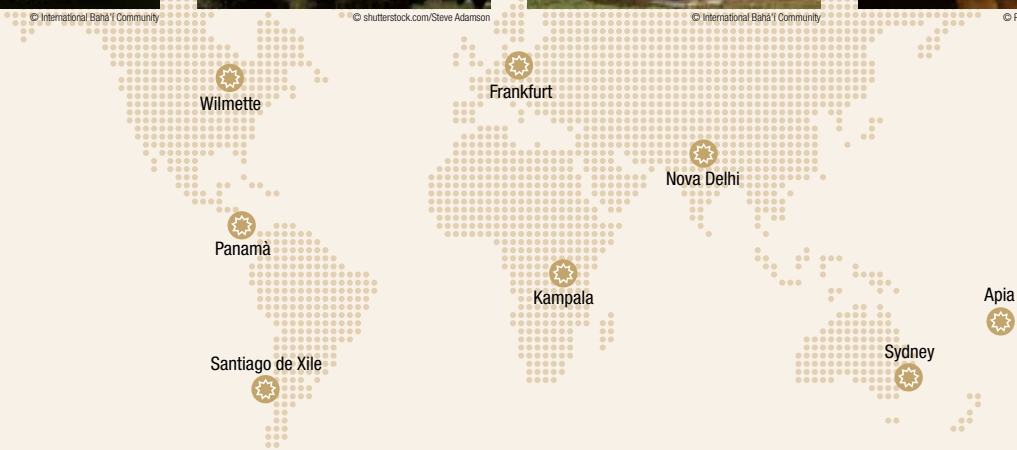 © International Bahá'í Community
© shutterstock.com/Steve Adamson
© International Bahá'í Community
©
Wilmette
Frankfurt
Nova Delhi
Panamà
Kampala
Apia
Sydney
Santiago de Xile